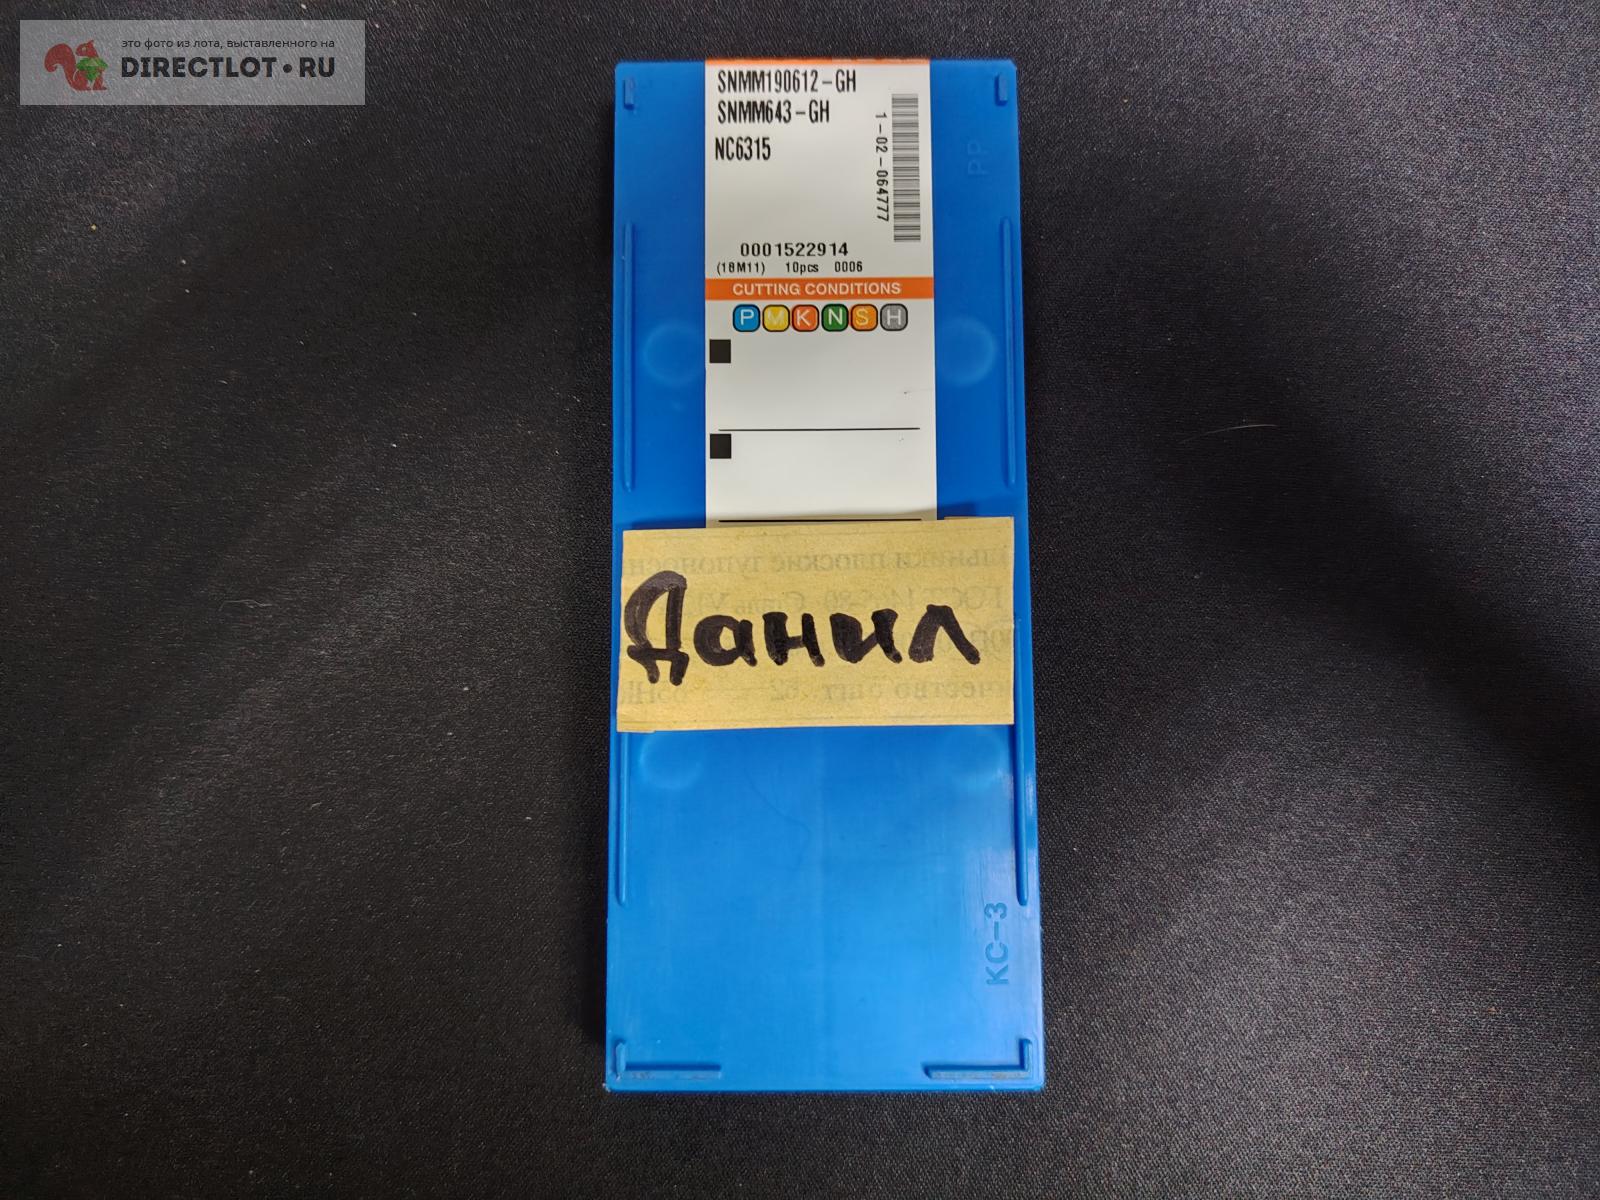 это фото из лота, выставленного на
DIRECTLOT.RU
SNMM190612-GH
SNMM643-GH
NC6315
1-02-064777
0001522914
(18M11) 10pcs 0006
CUTTING CONDITIONS
P M K N S H
PP
Данил
KC-3